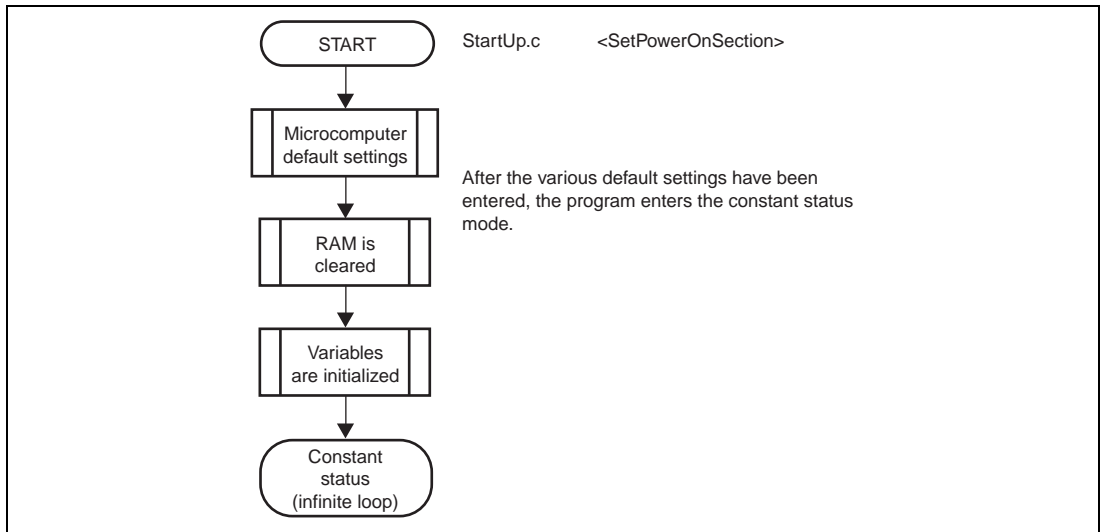 START
StartUp.c <SetPowerOnSection>
Microcomputer
default settings
After the various default settings have been
entered, the program enters the constant status
mode.
RAM is
cleared
Variables
are initialized
Constant
status
(infinite loop)